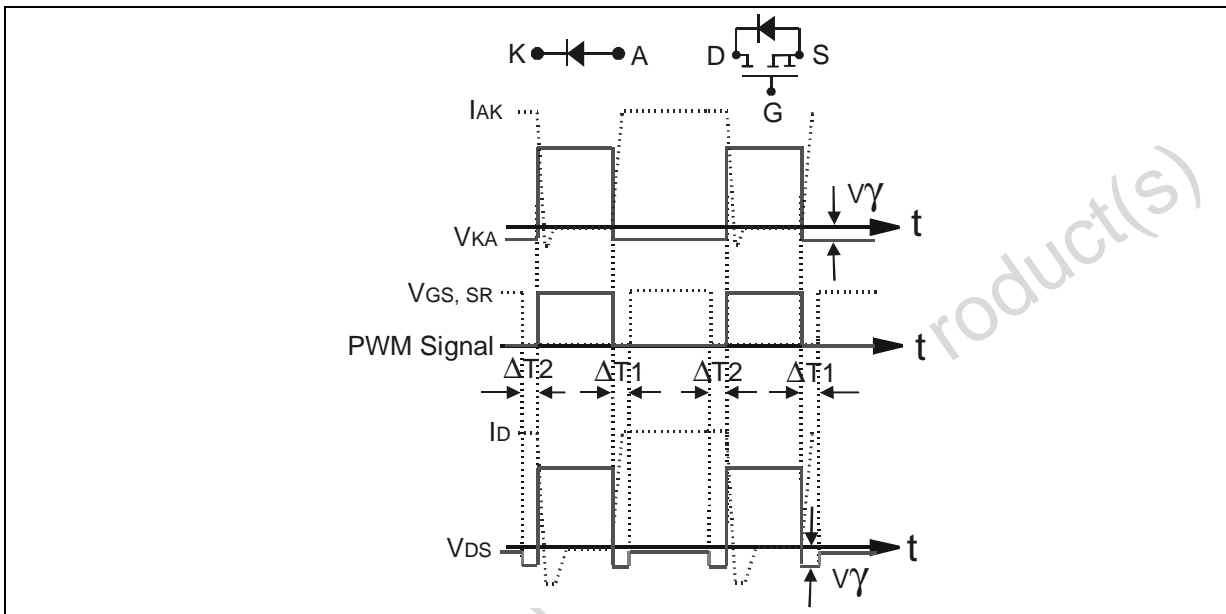 K A D S
G
IAK
Vγ
t
VKA
VGS, SR
PWM Signal
t
ΔT2 ΔT1 ΔT2 ΔT1
ID
t
VDS
Vγ
roduct(s)